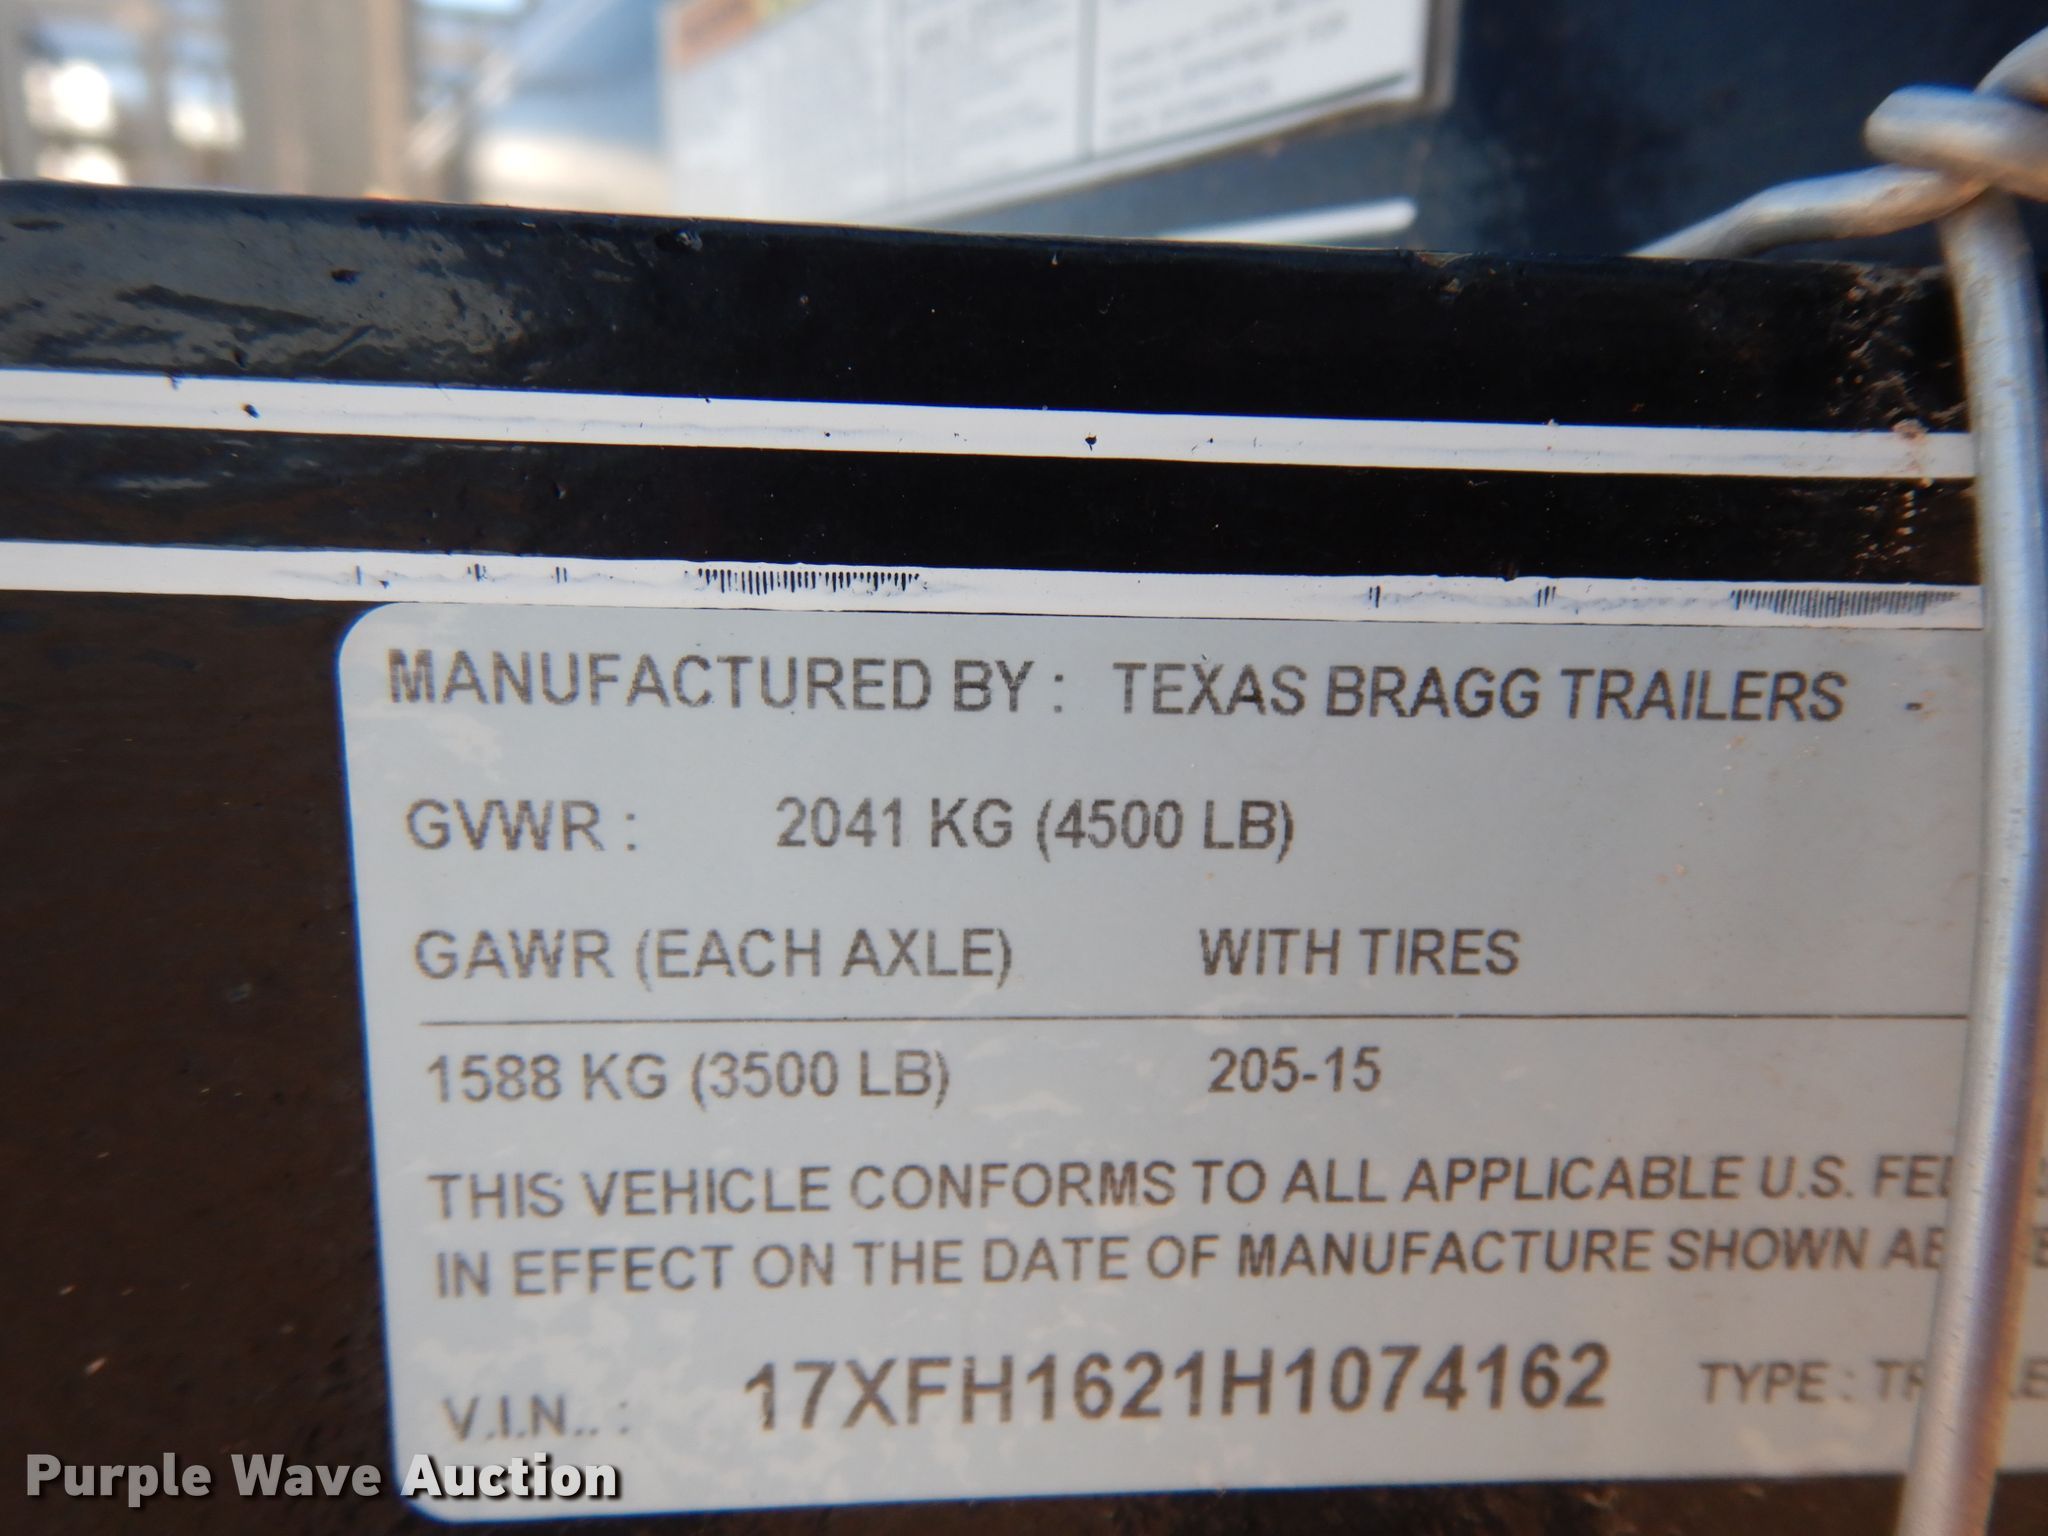 MANUFACTURED BY : TEXAS BRAGG TRAILERS -
GVWR : 2041 KG (4500 LB)
GAWR (EACH AXLE) WITH TIRES
1588 KG (3500 LB) 205-15
THIS VEHICLE CONFORMS TO ALL APPLICABLE U.S.
IN EFFECT ON THE DATE OF MANUFACTURE SHOWN
V.I.N.. : 17XFH1621H1074162 TYPE :
Purple Wave Auction